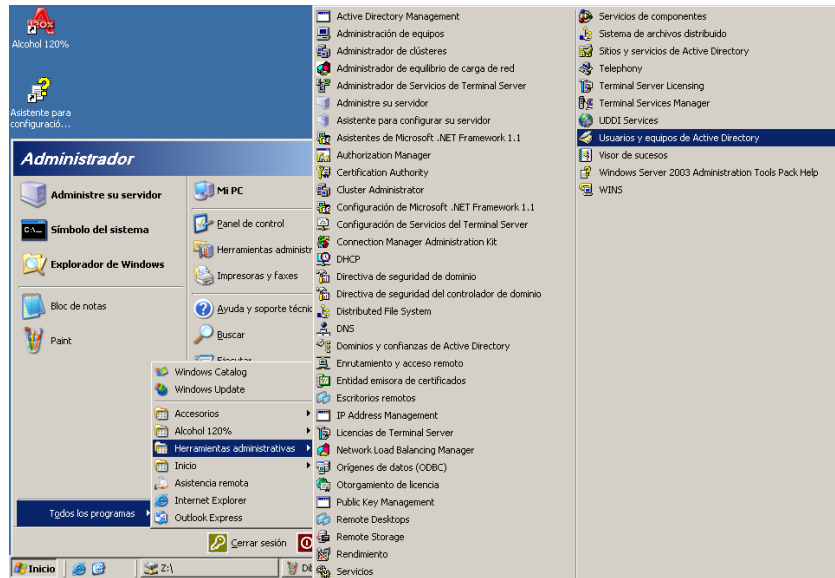 Alcohol 120%
Asistente para
configuració...
Administrador
Administre su servidor
Símbolo del sistema
Explorador de Windows
Bloc de notas
Paint
Todos los programas
Mi PC
Panel de control
Herramientas administr
Impresoras y faxes
Ayuda y soporte técnic
Buscar
Ejecutar
Windows Catalog
Windows Update
Accesorios
Alcohol 120%
Herramientas administrativas
Inicio
Asistencia remota
Internet Explorer
Outlook Express
Cerrar sesión
Inicio
Z:\
Dib
Active Directory Management
Administración de equipos
Administrador de clústeres
Administrador de equilibrio de carga de red
Administrador de Servicios de Terminal Server
Administre su servidor
Asistente para configurar su servidor
Asistentes de Microsoft .NET Framework 1.1
Authorization Manager
Certification Authority
Cluster Administrator
Configuración de Microsoft .NET Framework 1.1
Configuración de Servicios del Terminal Server
Connection Manager Administration Kit
DHCP
Directiva de seguridad de dominio
Directiva de seguridad del controlador de dominio
Distributed File System
DNS
Dominios y confianzas de Active Directory
Enrutamiento y acceso remoto
Entidad emisora de certificados
Escritorios remotos
IP Address Management
Licencias de Terminal Server
Network Load Balancing Manager
Orígenes de datos (ODBC)
Otorgamiento de licencia
Public Key Management
Remote Desktops
Remote Storage
Rendimiento
Servicios
Servicios de componentes
Sistema de archivos distribuido
Sitios y servicios de Active Directory
Telephony
Terminal Server Licensing
Terminal Services Manager
UDDI Services
Usuarios y equipos de Active Directory
Visor de sucesos
Windows Server 2003 Administration Tools Pack Help
WINS